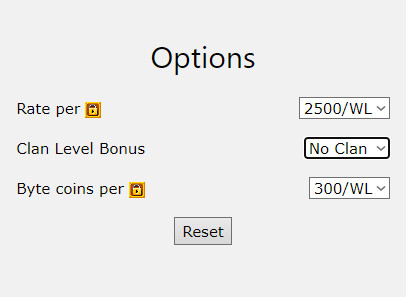 Options
Rate per 2500/WL
Clan Level Bonus No Clan
Byte coins per 300/WL
Reset